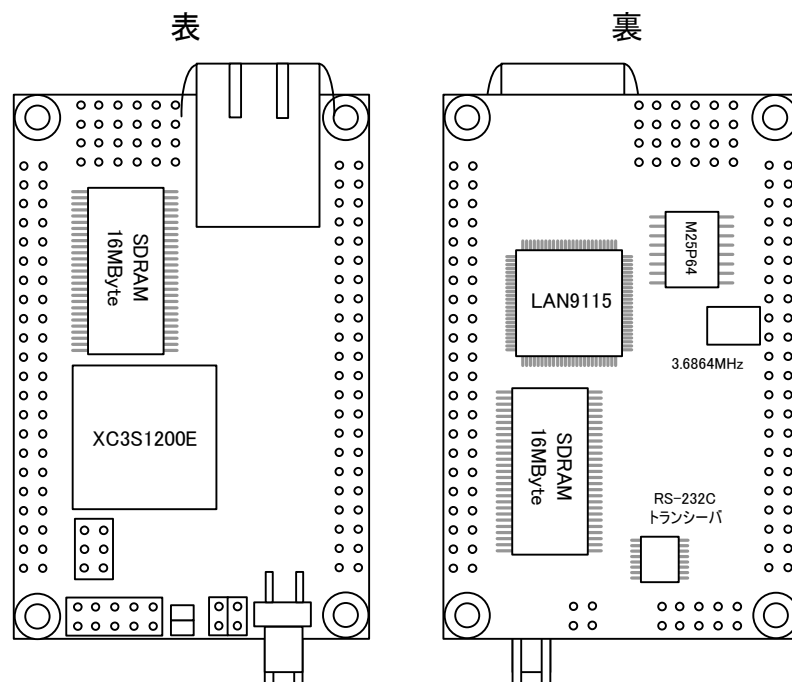 表
裏
SDRAM
16MByte
XC3S1200E
M25P64
LAN9115
3.6864MHz
SDRAM
16MByte
RS-232C
トランシーバ